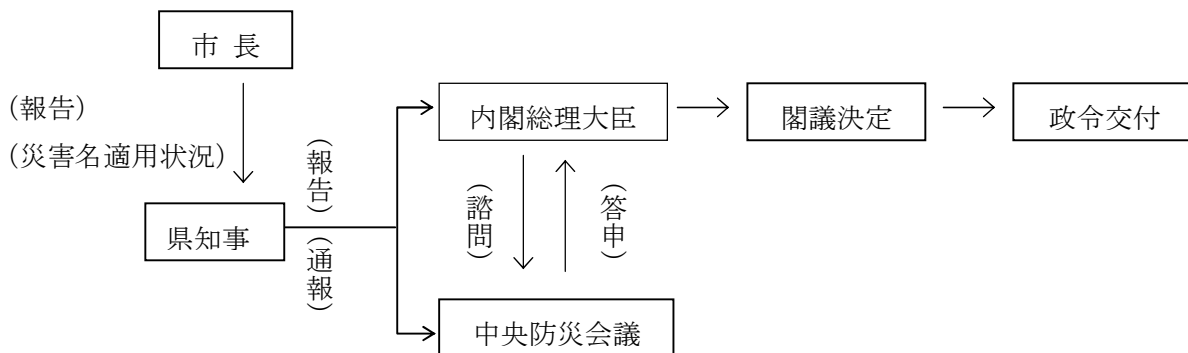 市 長
(報告)
(災害名適用状況)
県知事
(報告)
(通報)
内閣総理大臣
閣議決定
政令交付
(諮問)
(答申)
中央防災会議